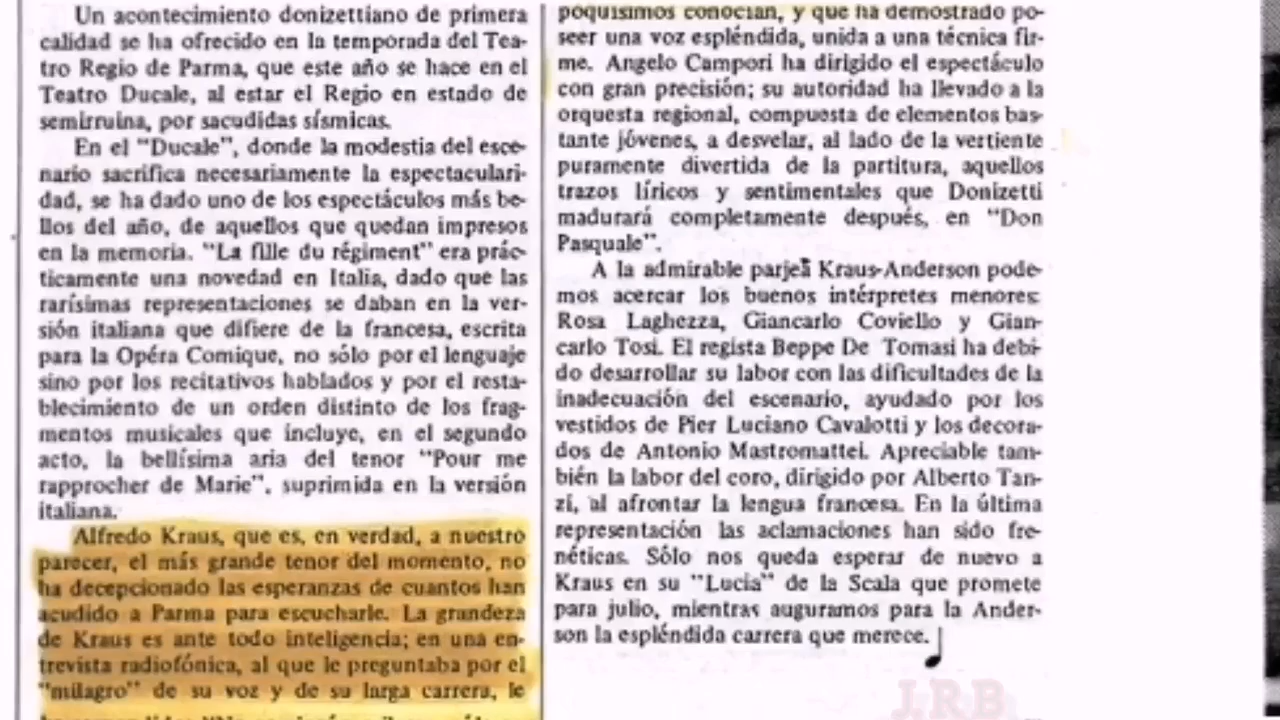 Un acontecimiento donizettiano de primera
calidad se ha ofrecido en la temporada del Tea-
tro Regio de Parma, que este año se hace en el
Teatro Ducale, al estar el Regio en estado de
semirruina, por sacudidas sísmicas.
En el "Ducale", donde la modestia del esce-
nario sacrifica necesariamente la espectaculari-
dad, se ha dado uno de los espectáculos más be-
llos del año, de aquellos que quedan impresos
en la memoria. "La fille du régiment" era prác-
ticamente una novedad en Italia, dado que las
rarísimas representaciones se daban en la ver-
sión italiana que difiere de la francesa, escrita
para la Opéra Comique, no sólo por el lenguaje
sino por los recitativos hablados y por el resta-
blecimiento de un orden distinto de los frag-
mentos musicales que incluye, en el segundo
acto, la bellísima aria del tenor "Pour me
rapprocher de Marie", suprimida en la versión
italiana.
Alfredo Kraus, que es, en verdad, a nuestro
parecer, el más grande tenor del momento, no
ha decepcionado las esperanzas de cuantos han
acudido a Parma para escucharle. La grandeza
de Kraus es ante todo inteligencia; en una en-
trevista radiofónica, al que le preguntaba por el
"milagro" de su voz y de su larga carrera, le
poquísimos conocían, y que ha demostrado po-
seer una voz espléndida, unida a una técnica fir-
me. Angelo Campori ha dirigido el espectáculo
con gran precisión; su autoridad ha llevado a la
orquesta regional, compuesta de elementos bas-
tante jóvenes, a desvelar, al lado de la vertiente
puramente divertida de la partitura, aquellos
trazos líricos y sentimentales que Donizetti
madurará completamente después, en "Don
Pasquale".
A la admirable parjea Kraus-Anderson pode-
mos acercar los buenos intérpretes menores:
Rosa Laghezza, Giancarlo Coviello y Gian-
carlo Tosi. El regista Beppe De Tomasi ha debi-
do desarrollar su labor con las dificultades de la
inadecuación del escenario, ayudado por los
vestidos de Pier Luciano Cavalotti y los decora-
dos de Antonio Mastromattei. Apreciable tam-
bién la labor del coro, dirigido por Alberto Tan-
zi, al afrontar la lengua francesa. En la última
representación las aclamaciones han sido fre-
néticas. Sólo nos queda esperar de nuevo a
Kraus en su "Lucia" de la Scala que promete
para julio, mientras auguramos para la Ander-
son la espléndida carrera que merece.
J.R.B